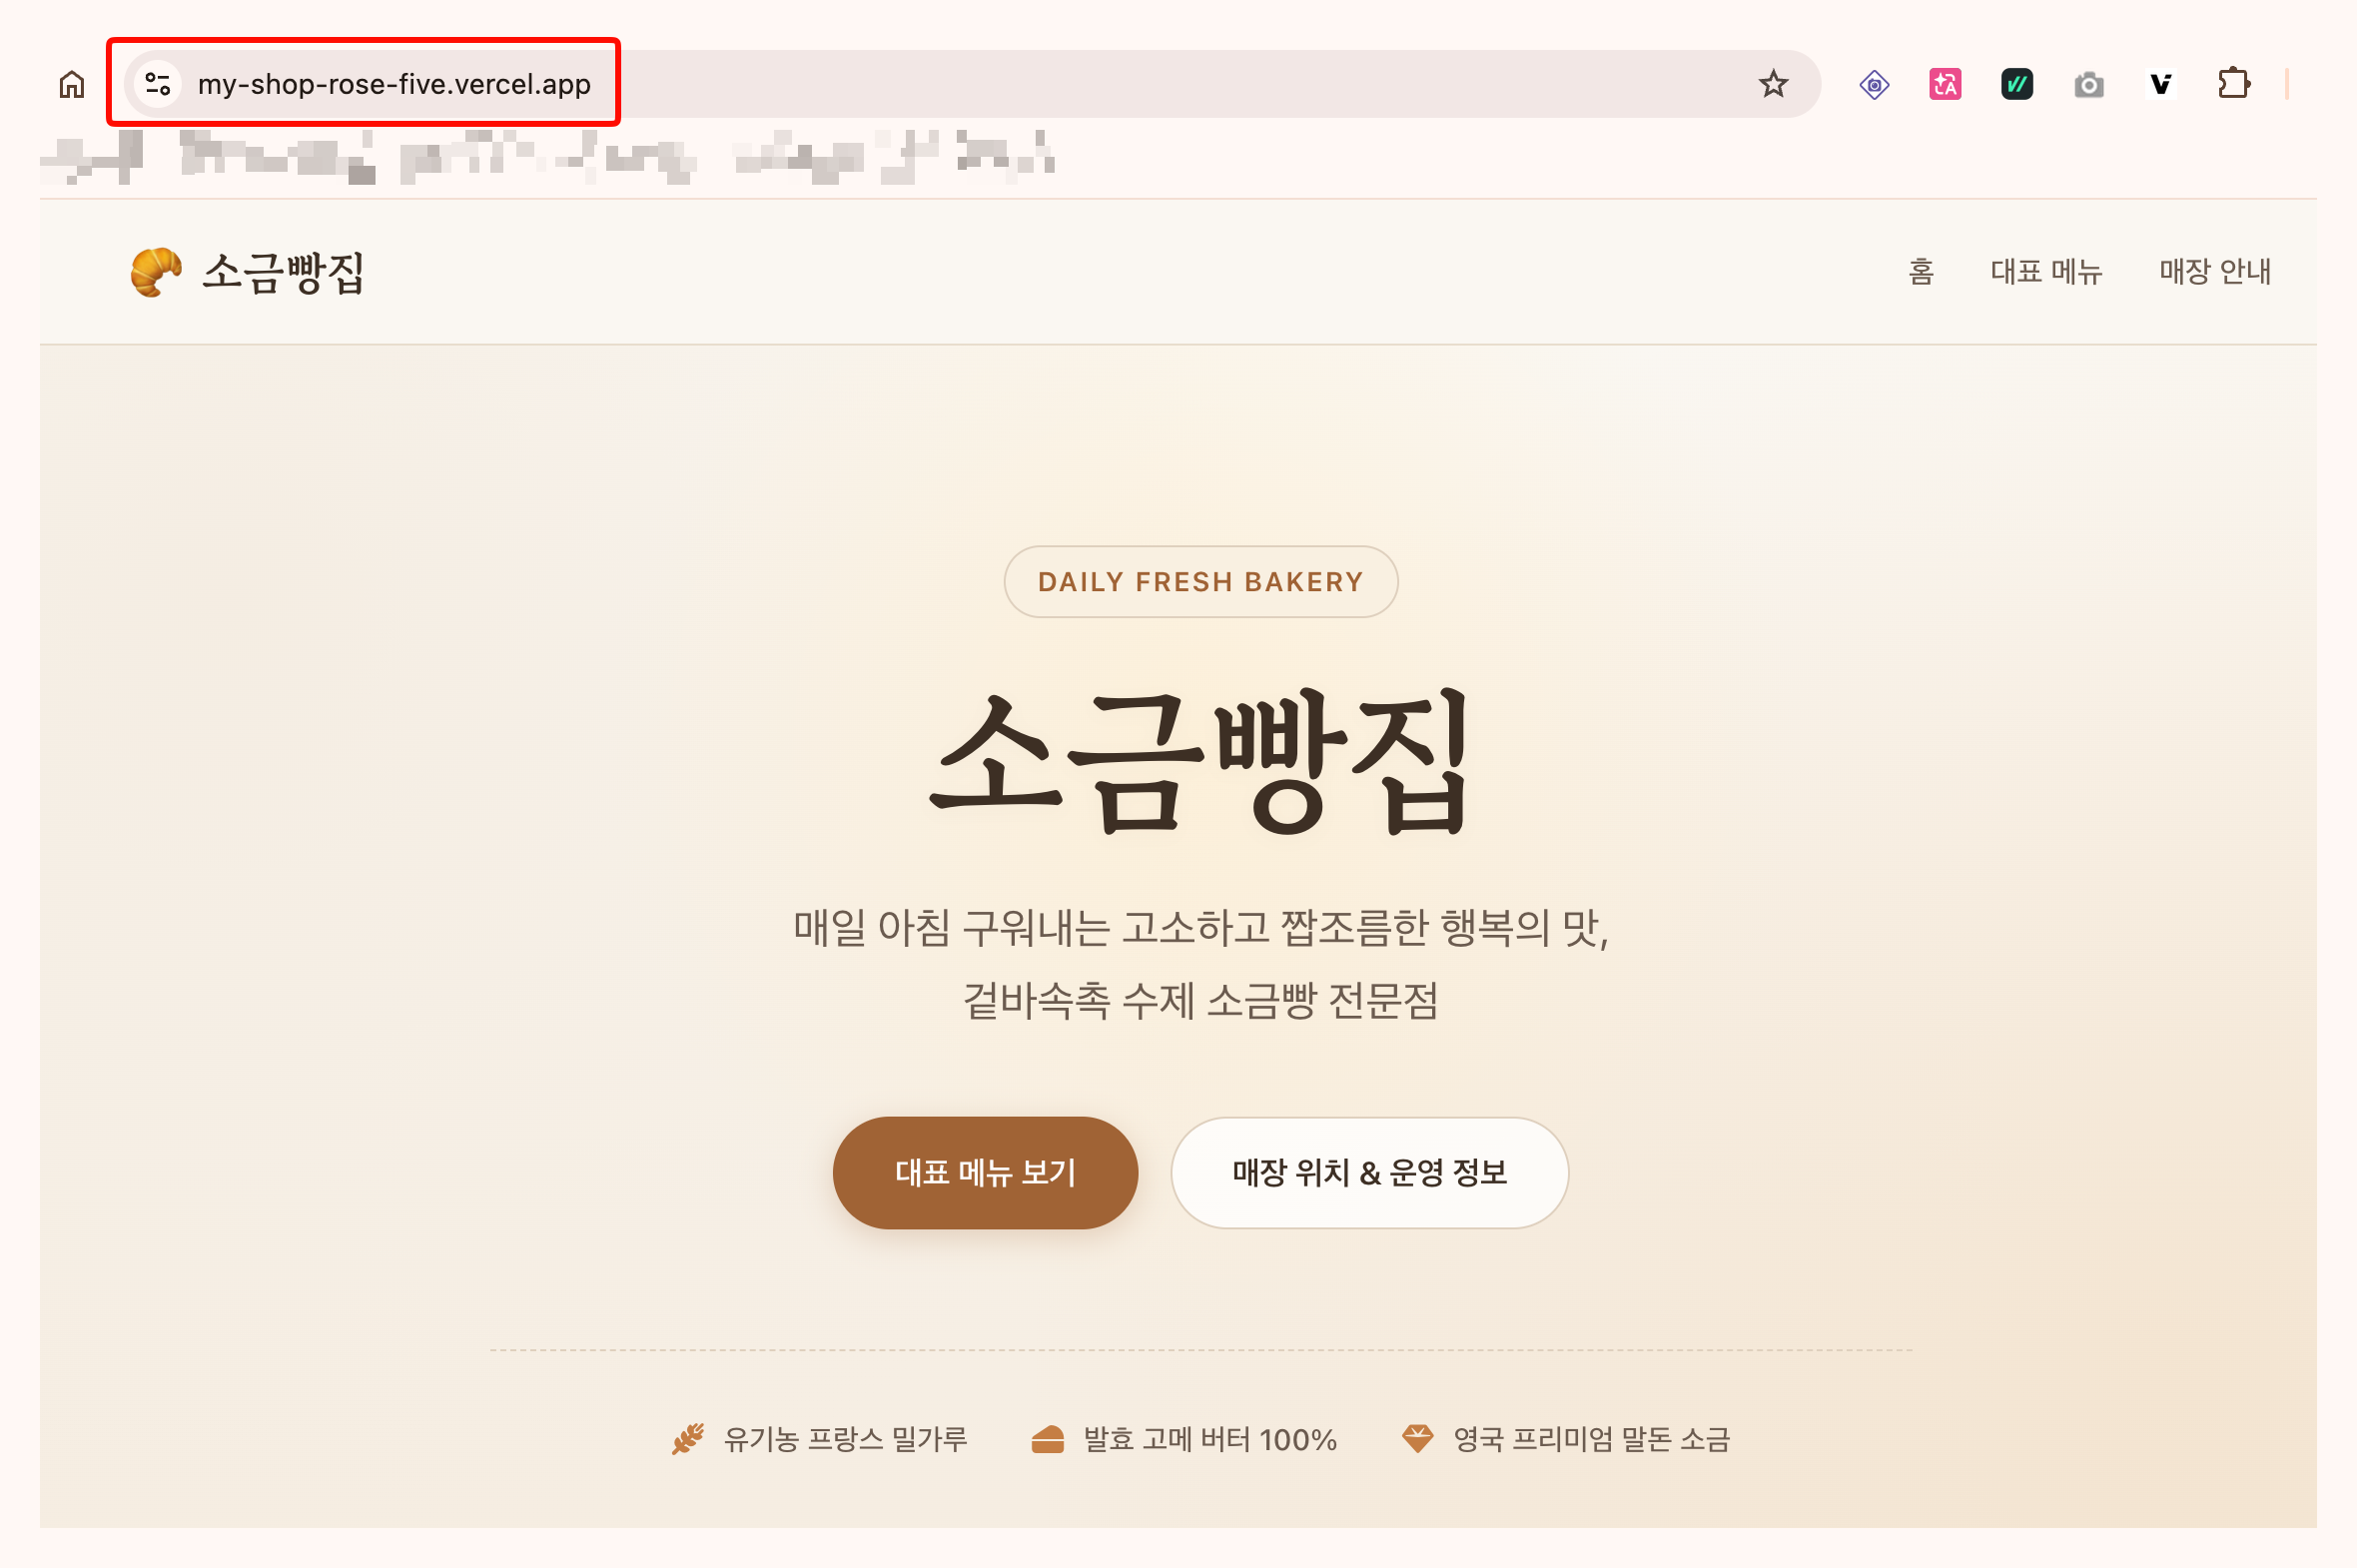 my-shop-rose-five.vercel.app
소금빵집
홈 대표 메뉴 매장 안내
DAILY FRESH BAKERY
소금빵집
매일 아침 구워내는 고소하고 짭조름한 행복의 맛,
겉바속촉 수제 소금빵 전문점
대표 메뉴 보기 매장 위치 & 운영 정보
유기농 프랑스 밀가루 발효 고메 버터 100% 영국 프리미엄 말돈 소금